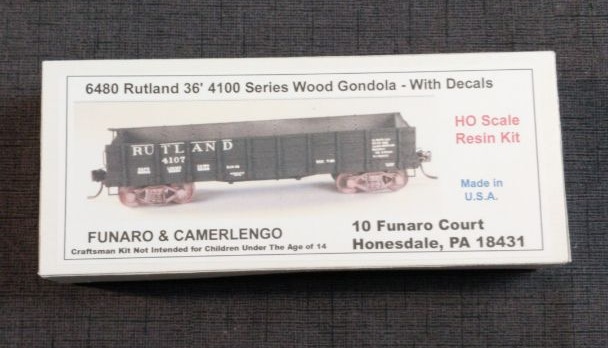 6480 Rutland 36' 4100 Series Wood Gondola - With Decals
HO Scale
Resin Kit
RUTLAND
4107
Made in
U.S.A.
FUNARO & CAMERLENGO
Craftsman Kit Not Intended for Children Under The Age of 14
10 Funaro Court
Honesdale, PA 18431